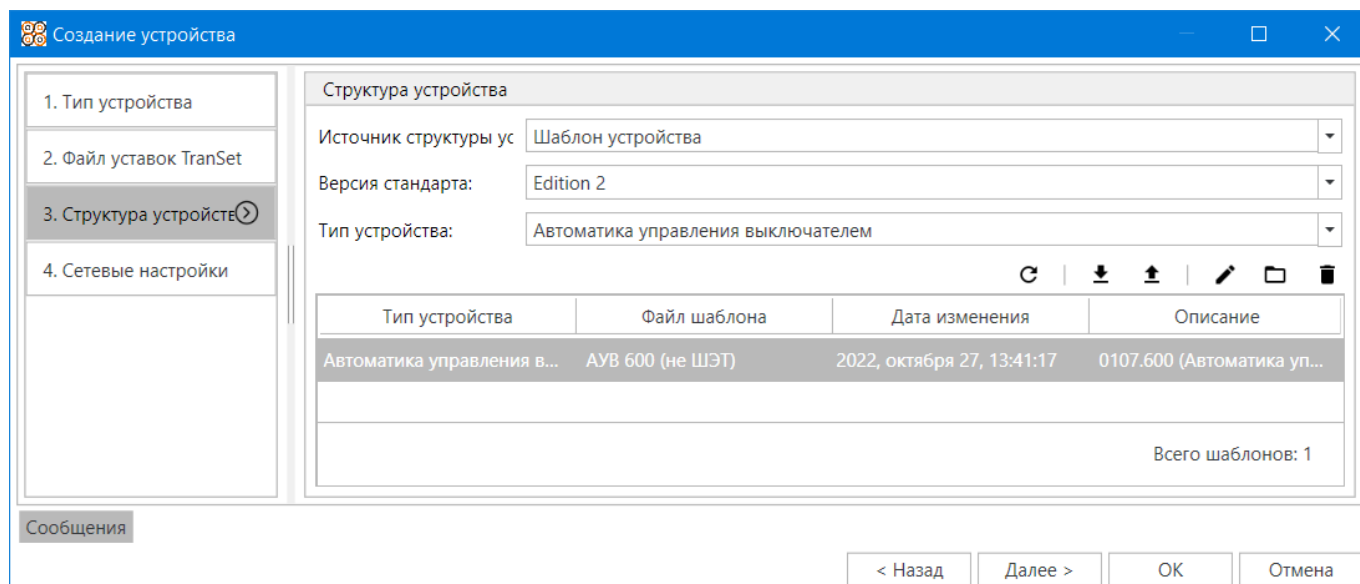 Создание устройства
1. Тип устройства
2. Файл уставок TranSet
3. Структура устройств
4. Сетевые настройки
Структура устройства
Источник структуры ус Шаблон устройства
Версия стандарта: Edition 2
Тип устройства: Автоматика управления выключателем
Тип устройства Файл шаблона Дата изменения Описание
Автоматика управления в... АУВ 600 (не ШЭТ) 2022, октября 27, 13:41:17 0107.600 (Автоматика уп...
Всего шаблонов: 1
Сообщения
< Назад Далее > ОК Отмена